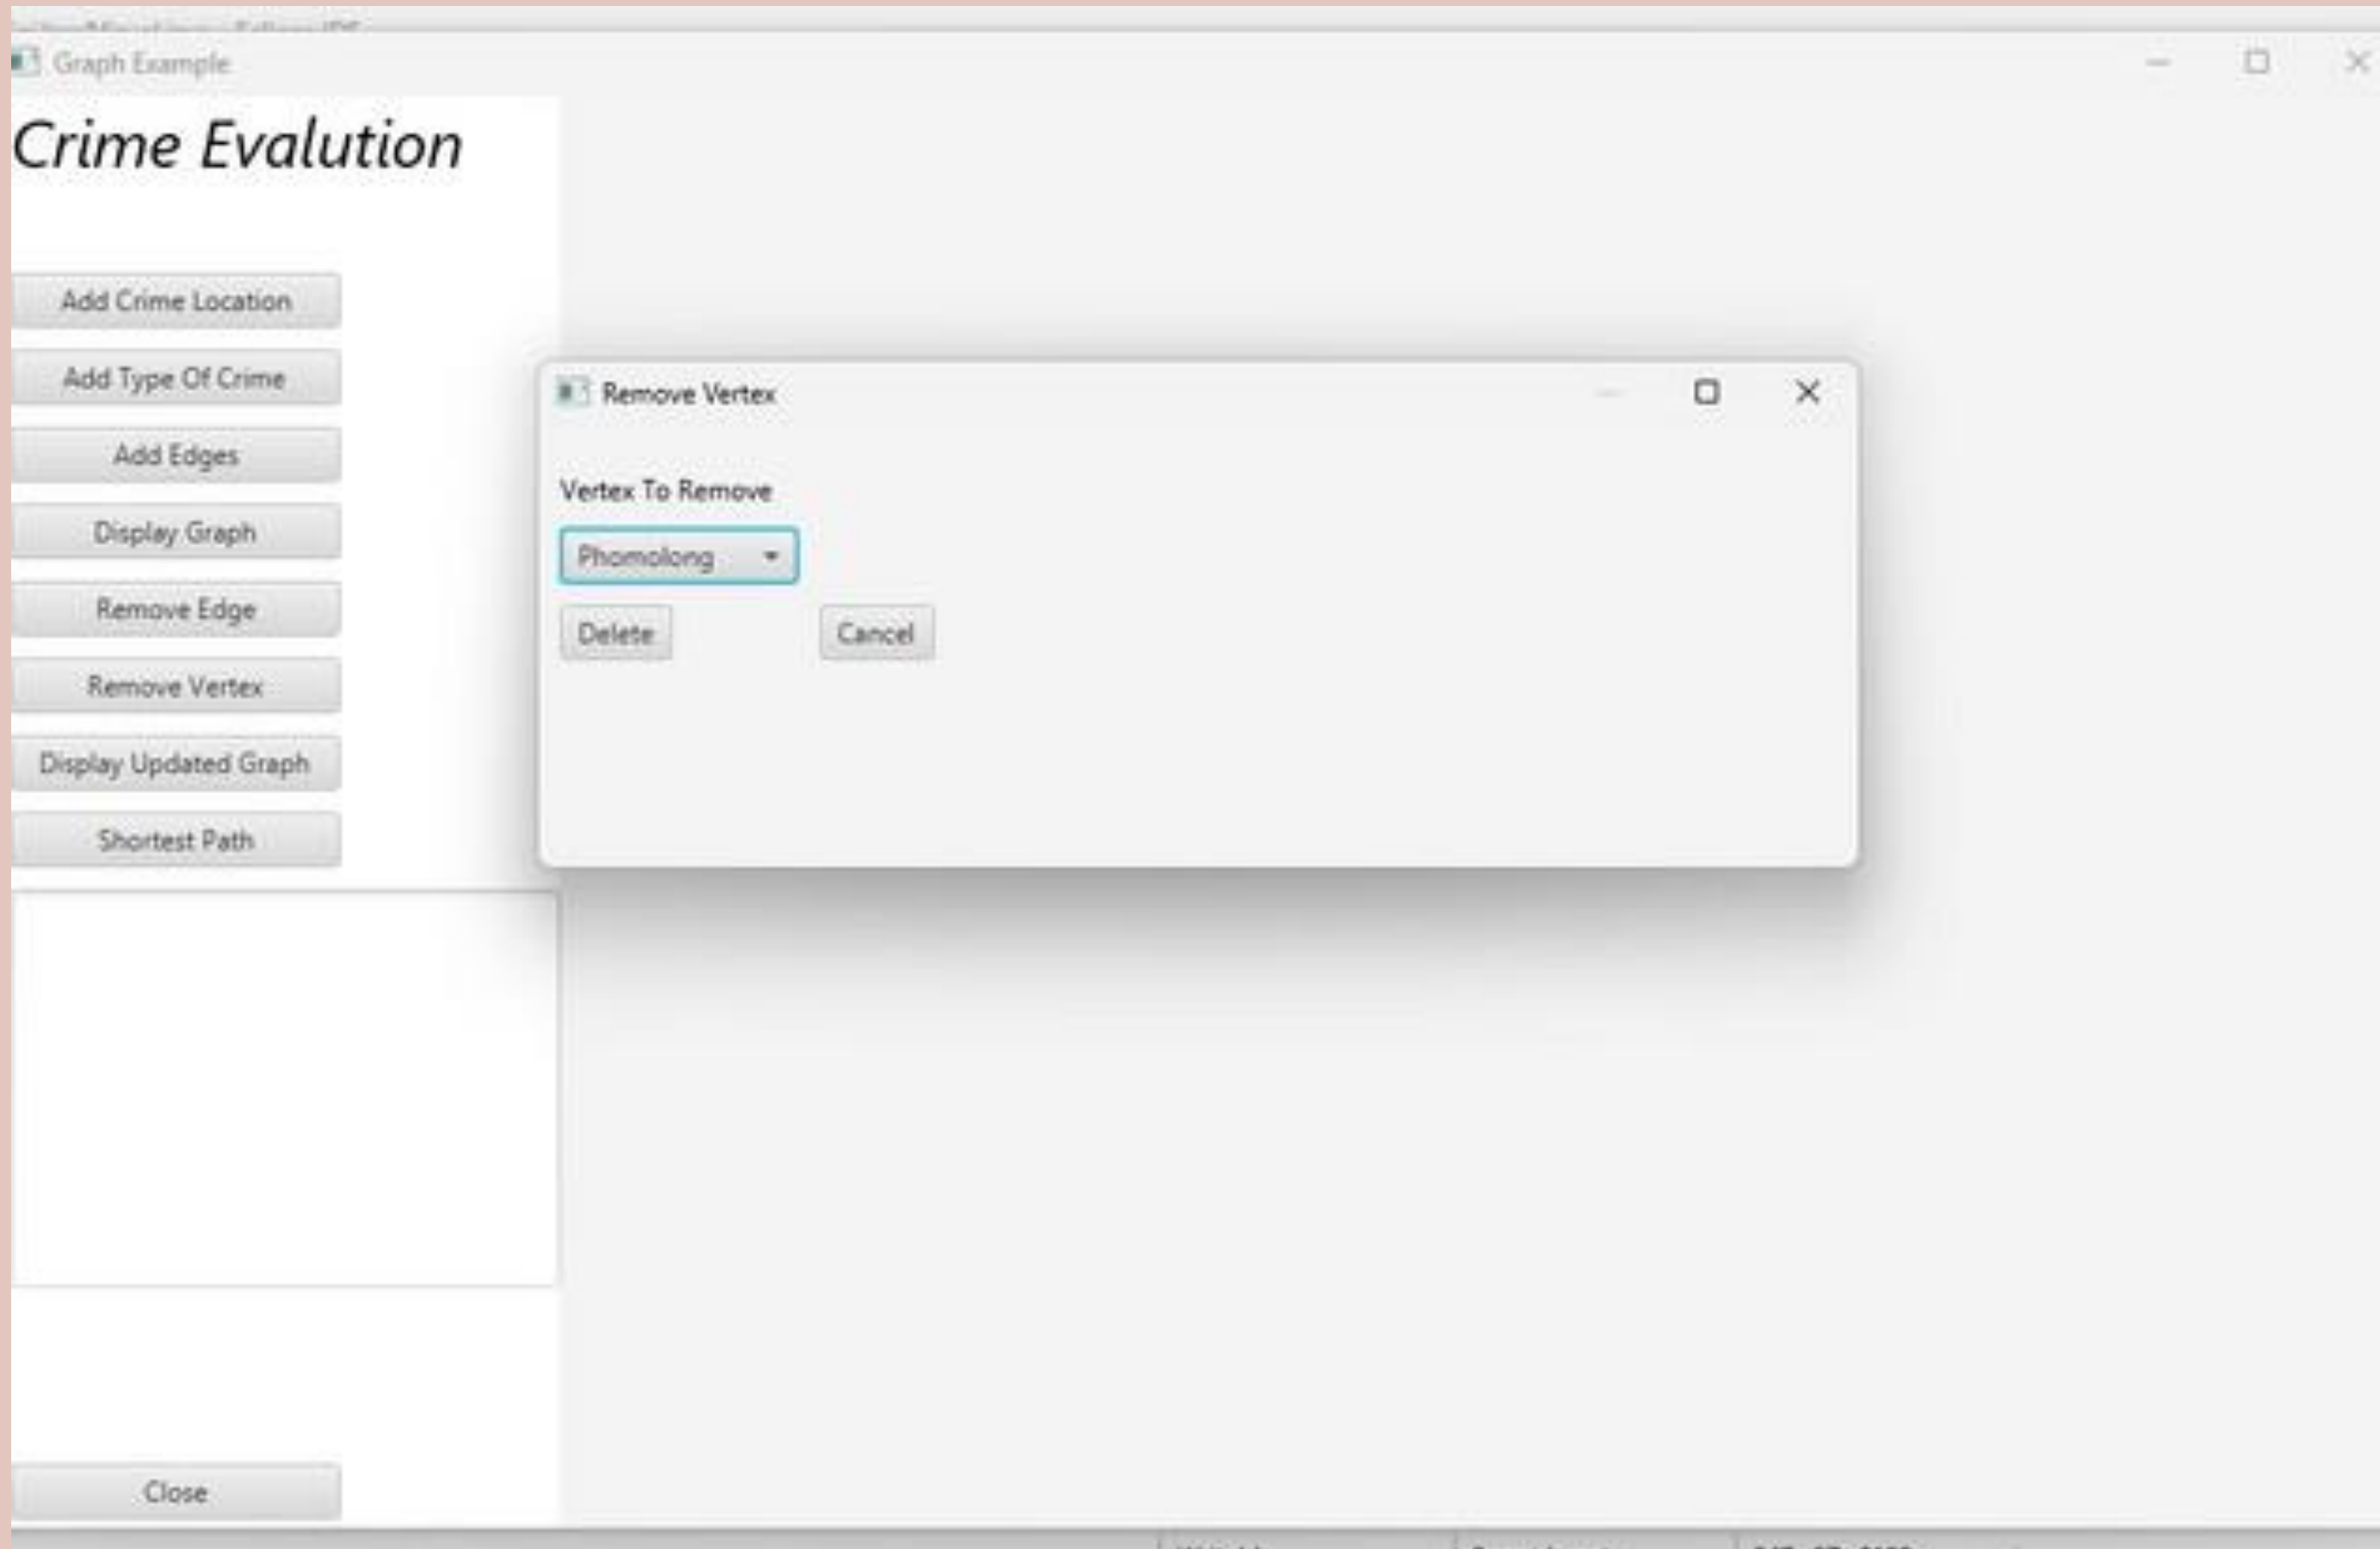 Graph Example
Crime Evalution
Add Crime Location
Add Type Of Crime
Add Edges
Display Graph
Remove Edge
Remove Vertex
Display Updated Graph
Shortest Path
Close
Remove Vertex
Vertex To Remove
Phomolong
Delete
Cancel